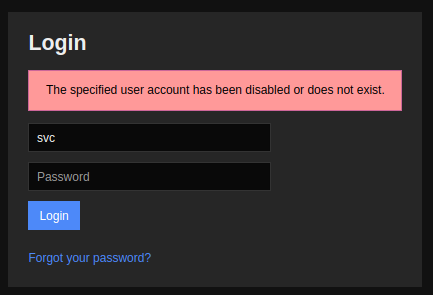 Login
The specified user account has been disabled or does not exist.
svc
Password
Login
Forgot your password?